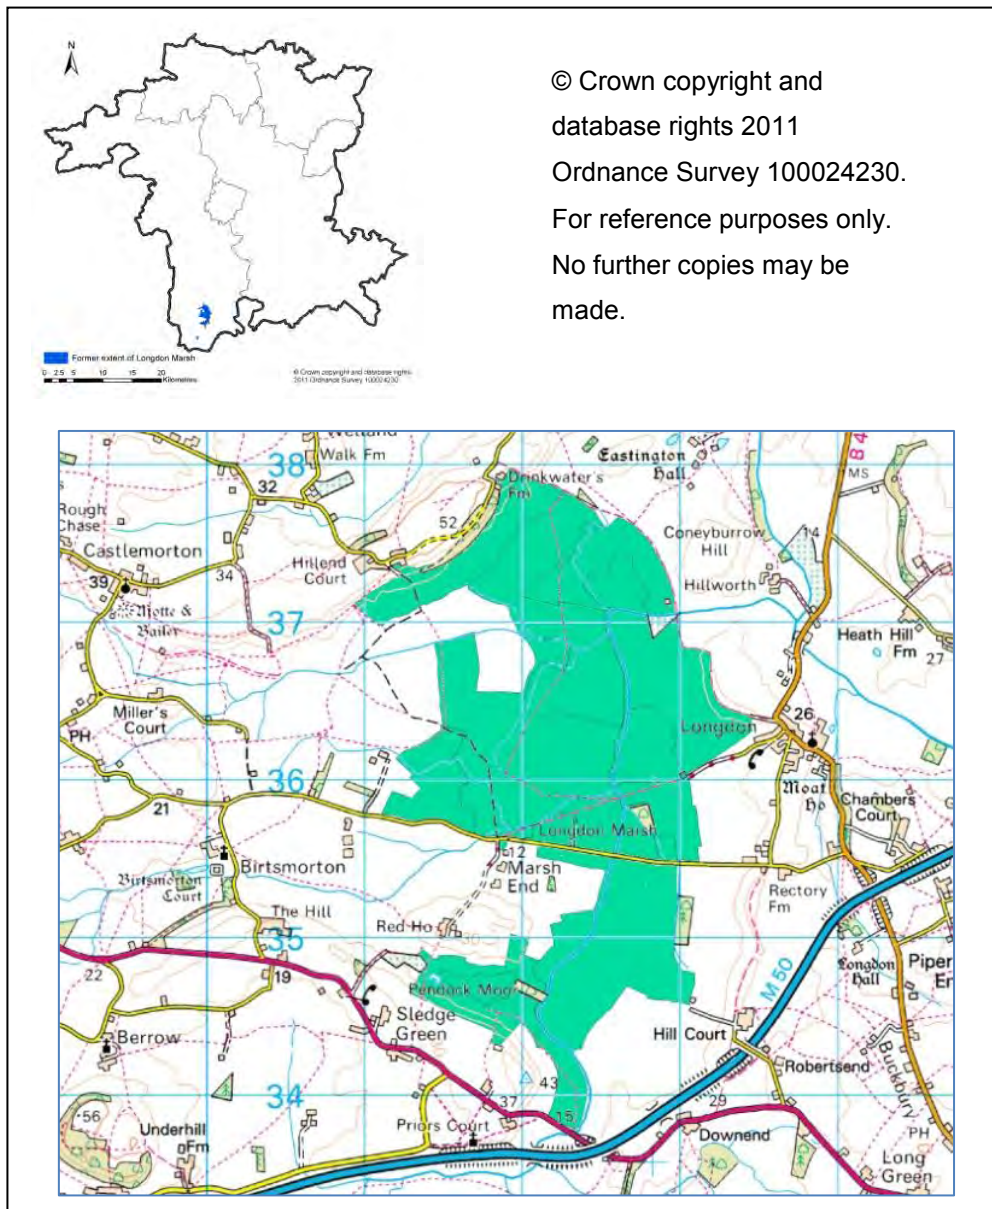 N
© Crown copyright and
database rights 2011
Ordnance Survey 100024230.
For reference purposes only.
No further copies may be
made.
Former extent of Longdon Marsh
0 2.5 5 10 15 20
Kilometres
© Crown copyright and database rights
2011 Ordnance Survey 100024230
Welland
38
Walk Fm
Drinkwater's
Fm
Eastington
Hall
B4
MS
32
Rough
Chase
52
Coneyburrow
Hill
14
Castlemorton
Hillend
Court
39
34
Hillworth
Motte &
Bailey
37
Heath Hill
Fm
27
Miller's
Court
Longdon
26
PH
36
Moat
Ho
21
Chambers
Court
Longdon Marsh
12
Marsh
End
Birtsmorton
Birtsmorton
Court
Rectory
Fm
The Hill
35
Red Ho
30
22
19
Pendock Moor
M 50
Longdon
Hall
Piper
En
Sledge
Green
Hill Court
Berrow
Robertsend
34
43
Buckbury
56
37
15
29
Priors Court
Underhill
Fm
Downend
PH
Long
Green